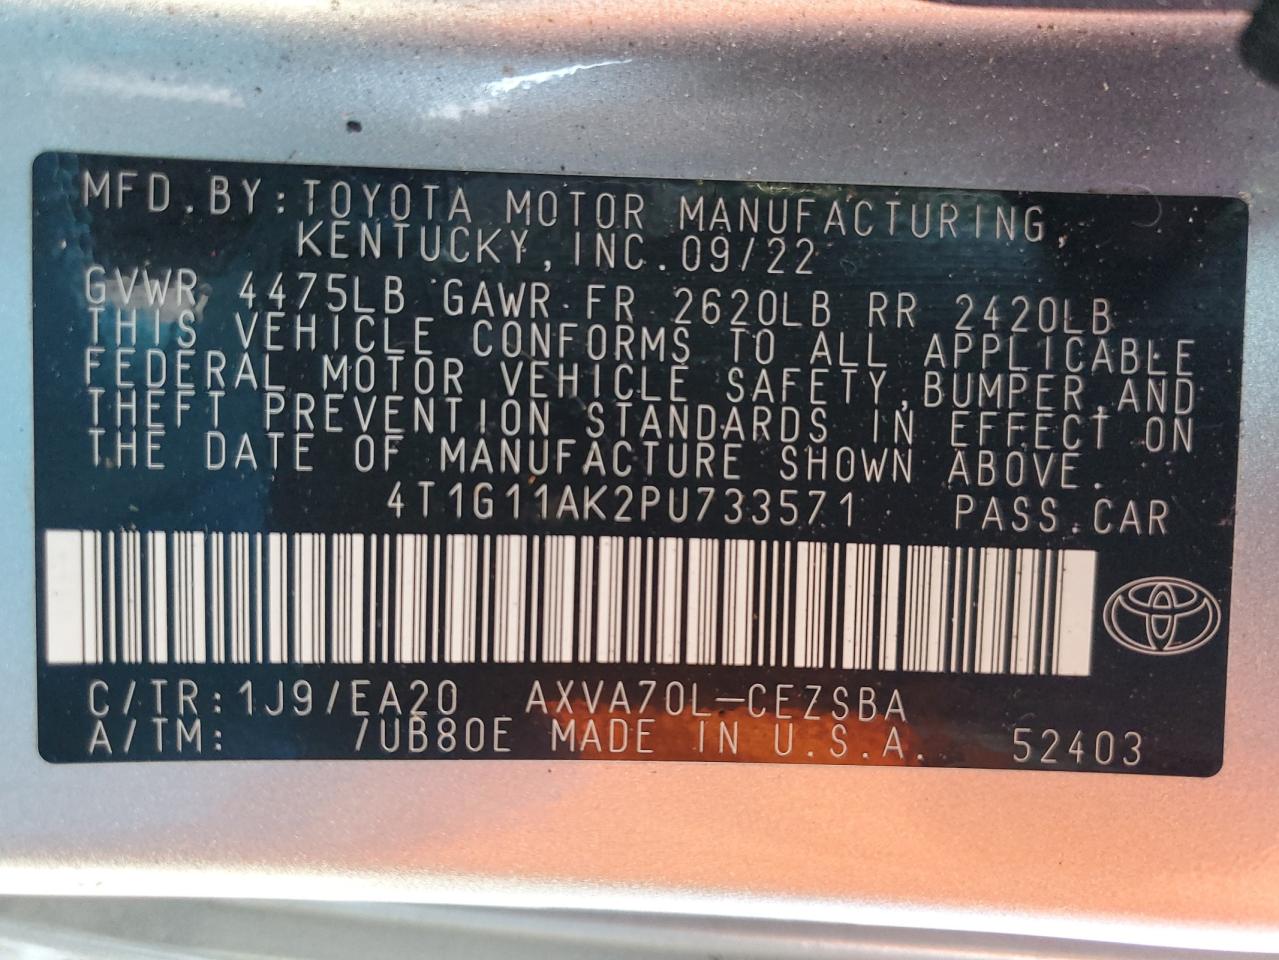 MFD.BY:TOYOTA MOTOR MANUFACTURING,
KENTUCKY,INC.09/22
GVWR 4475LB GAWR FR 2620LB RR 2420LB
THIS VEHICLE CONFORMS TO ALL APPLICABLE
FEDERAL MOTOR VEHICLE SAFETY,BUMPER,AND
THEFT PREVENTION STANDARDS IN EFFECT ON
THE DATE OF MANUFACTURE SHOWN ABOVE.
4T1G11AK2PU733571 PASS.CAR
C/TR:1J9/EA20 AXVA70L-CEZSBA
A/TM: /UB80E MADE IN U.S.A. 52403